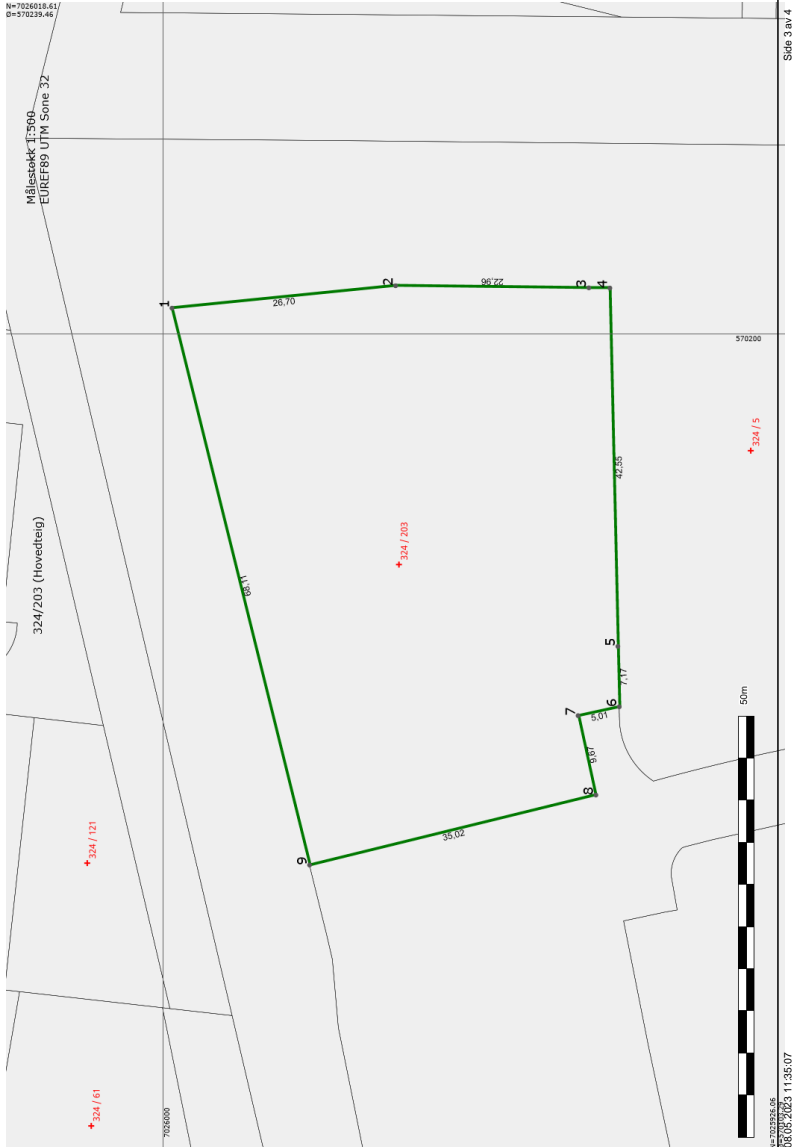 N=7026018.61
Ø=570239.46
Målestokk 1:500
EUREF89 UTM Sone 32
Side 3 av 4
324/203 (Hovedteig)
1
26,70
2
22,96
3
4
570200
42,55
324 / 5
324 / 203
68,11
5
7,17
6
7
5,01
9,67
8
35,02
9
50m
324 / 121
324 / 61
7026000
08.05.2023 11:35:07